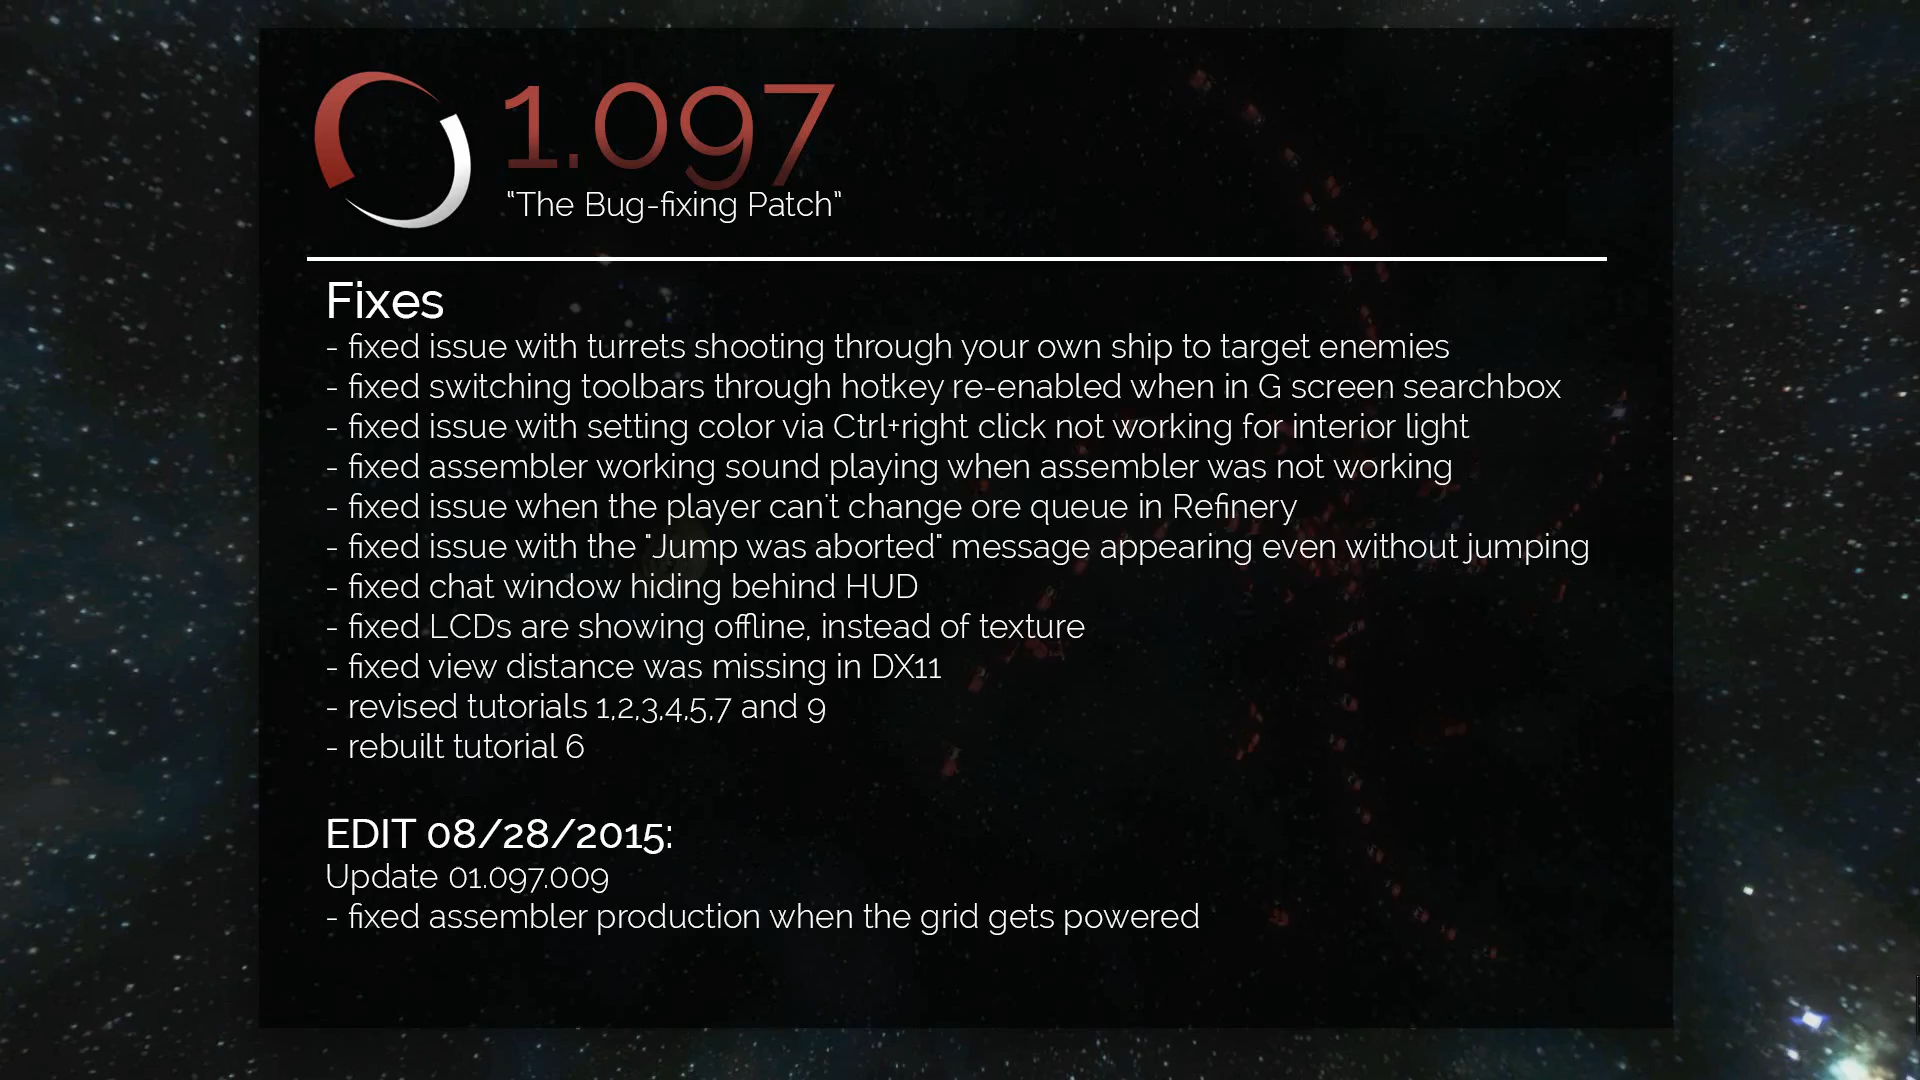 1.097
"The Bug-fixing Patch"
Fixes
- fixed issue with turrets shooting through your own ship to target enemies
- fixed switching toolbars through hotkey re-enabled when in G screen searchbox
- fixed issue with setting color via Ctrl+right click not working for interior light
- fixed assembler working sound playing when assembler was not working
- fixed issue when the player can't change ore queue in Refinery
- fixed issue with the "Jump was aborted" message appearing even without jumping
- fixed chat window hiding behind HUD
- fixed LCDs are showing offline, instead of texture
- fixed view distance was missing in DX11
- revised tutorials 1,2,3,4,5,7 and 9
- rebuilt tutorial 6
EDIT 08/28/2015:
Update 01.097.009
- fixed assembler production when the grid gets powered